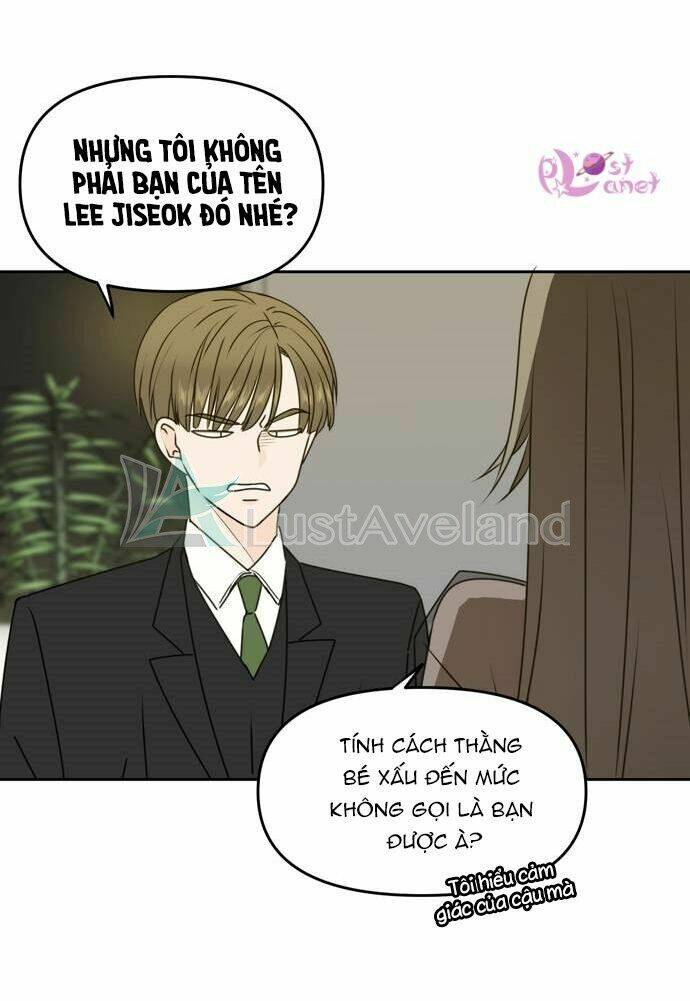 NHƯNG TÔI KHÔNG
PHẢI BẠN CỦA TÊN
LEE JISEOK ĐÓ NHÉ?
Lost
Planet
LustAveland
TÍNH CÁCH THẰNG
BÉ XẤU ĐẾN MỨC
KHÔNG GỌI LÀ BẠN
ĐƯỢC À?
Tôi hiểu cảm
giác của cậu mà